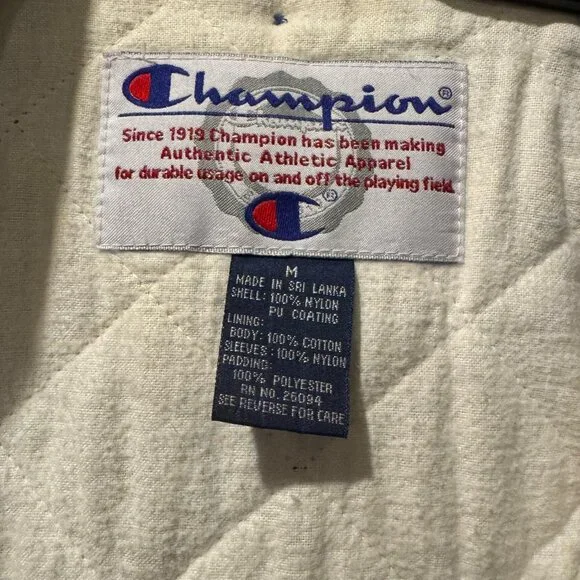 Champion®
Since 1919 Champion has been making
Authentic Athletic Apparel
for durable usage on and off the playing field.
®
M
MADE IN SRI LANKA
SHELL: 100% NYLON
PU COATING
LINING:
BODY: 100% COTTON
SLEEVES: 100% NYLON
PADDING:
100% POLYESTER
RN NO. 26094
SEE REVERSE FOR CARE